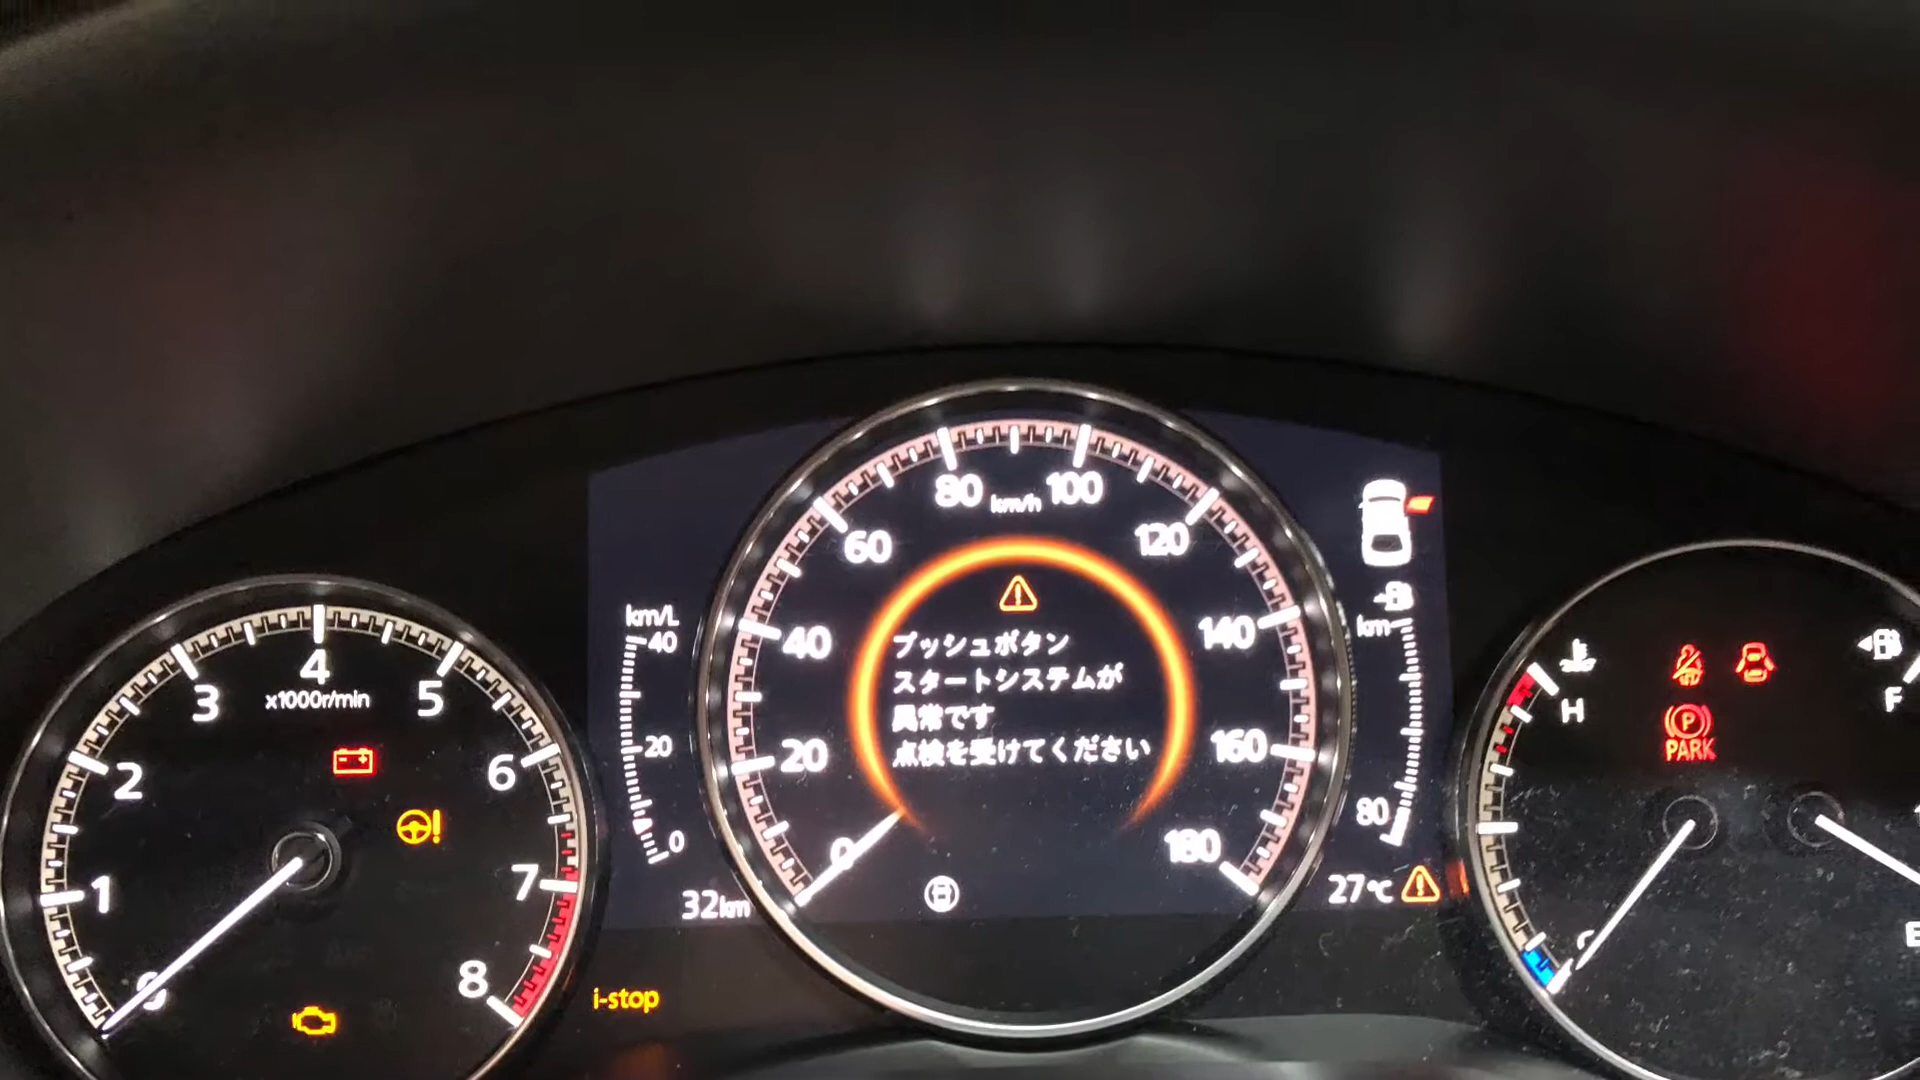 80 km/h 100
60
120
40
140
20
160
0
180
プッシュボタン
スタートシステムが
異常です
点検を受けてください
km/L
40
20
0
32km
km
80
27℃
4
x1000r/min
3
5
2
6
1
7
0
8
i-stop
H
C
P
PARK
F
E